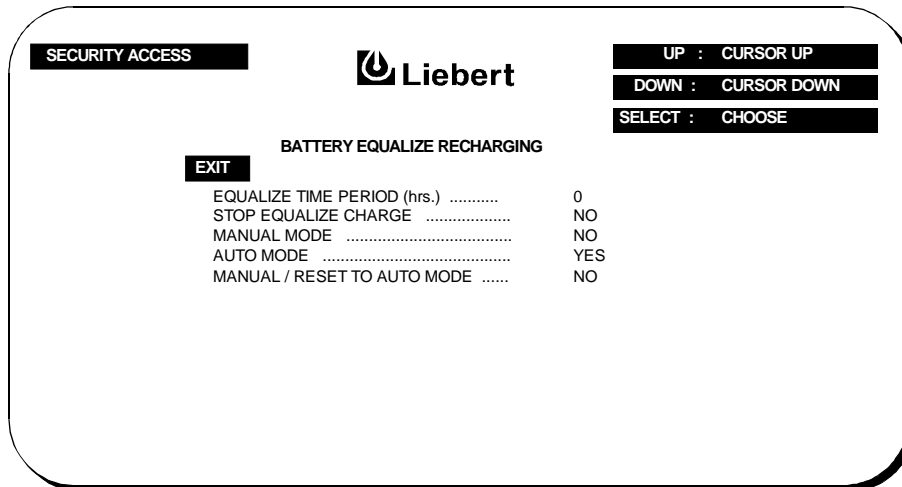 SECURITY ACCESS
Liebert
UP : CURSOR UP
DOWN : CURSOR DOWN
SELECT : CHOOSE
BATTERY EQUALIZE RECHARGING
EXIT
EQUALIZE TIME PERIOD (hrs.) ........... 0
STOP EQUALIZE CHARGE ................... NO
MANUAL MODE ..................................... NO
AUTO MODE .......................................... YES
MANUAL / RESET TO AUTO MODE ...... NO